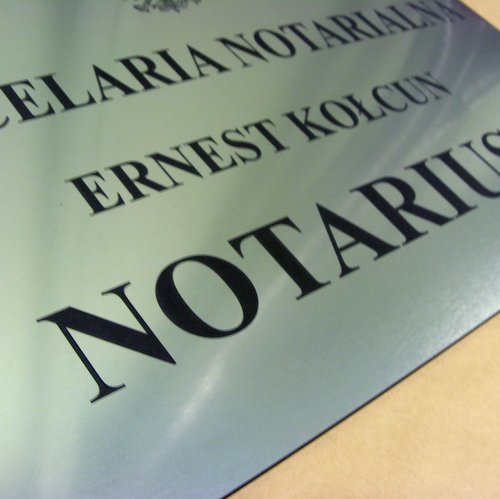 CELARIA NOTARIALNA
ERNEST KOŁCUN
NOTARIUS